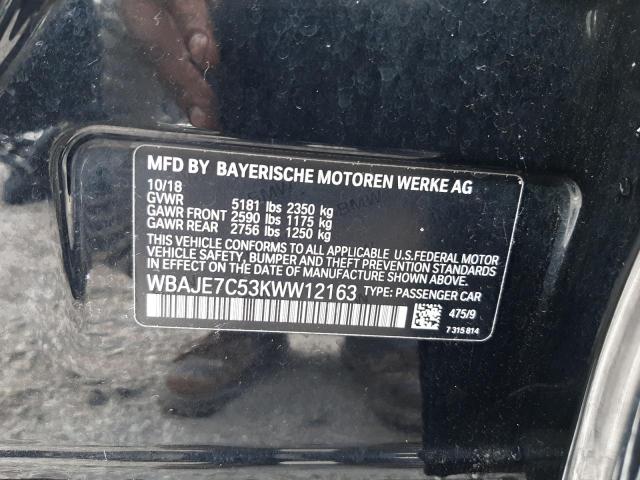 MFD BY BAYERISCHE MOTOREN WERKE AG
10/18
GVWR 5181 lbs 2350 kg
GAWR FRONT 2590 lbs 1175 kg
GAWR REAR 2756 lbs 1250 kg
THIS VEHICLE CONFORMS TO ALL APPLICABLE U.S.FEDERAL MOTOR
VEHICLE SAFETY, BUMPER AND THEFT PREVENTION STANDARDS
IN EFFECT ON THE DATE OF MANUFACTURE SHOWN ABOVE.
WBAJE7C53KWW12163 TYPE: PASSENGER CAR
475/9
7 315 814